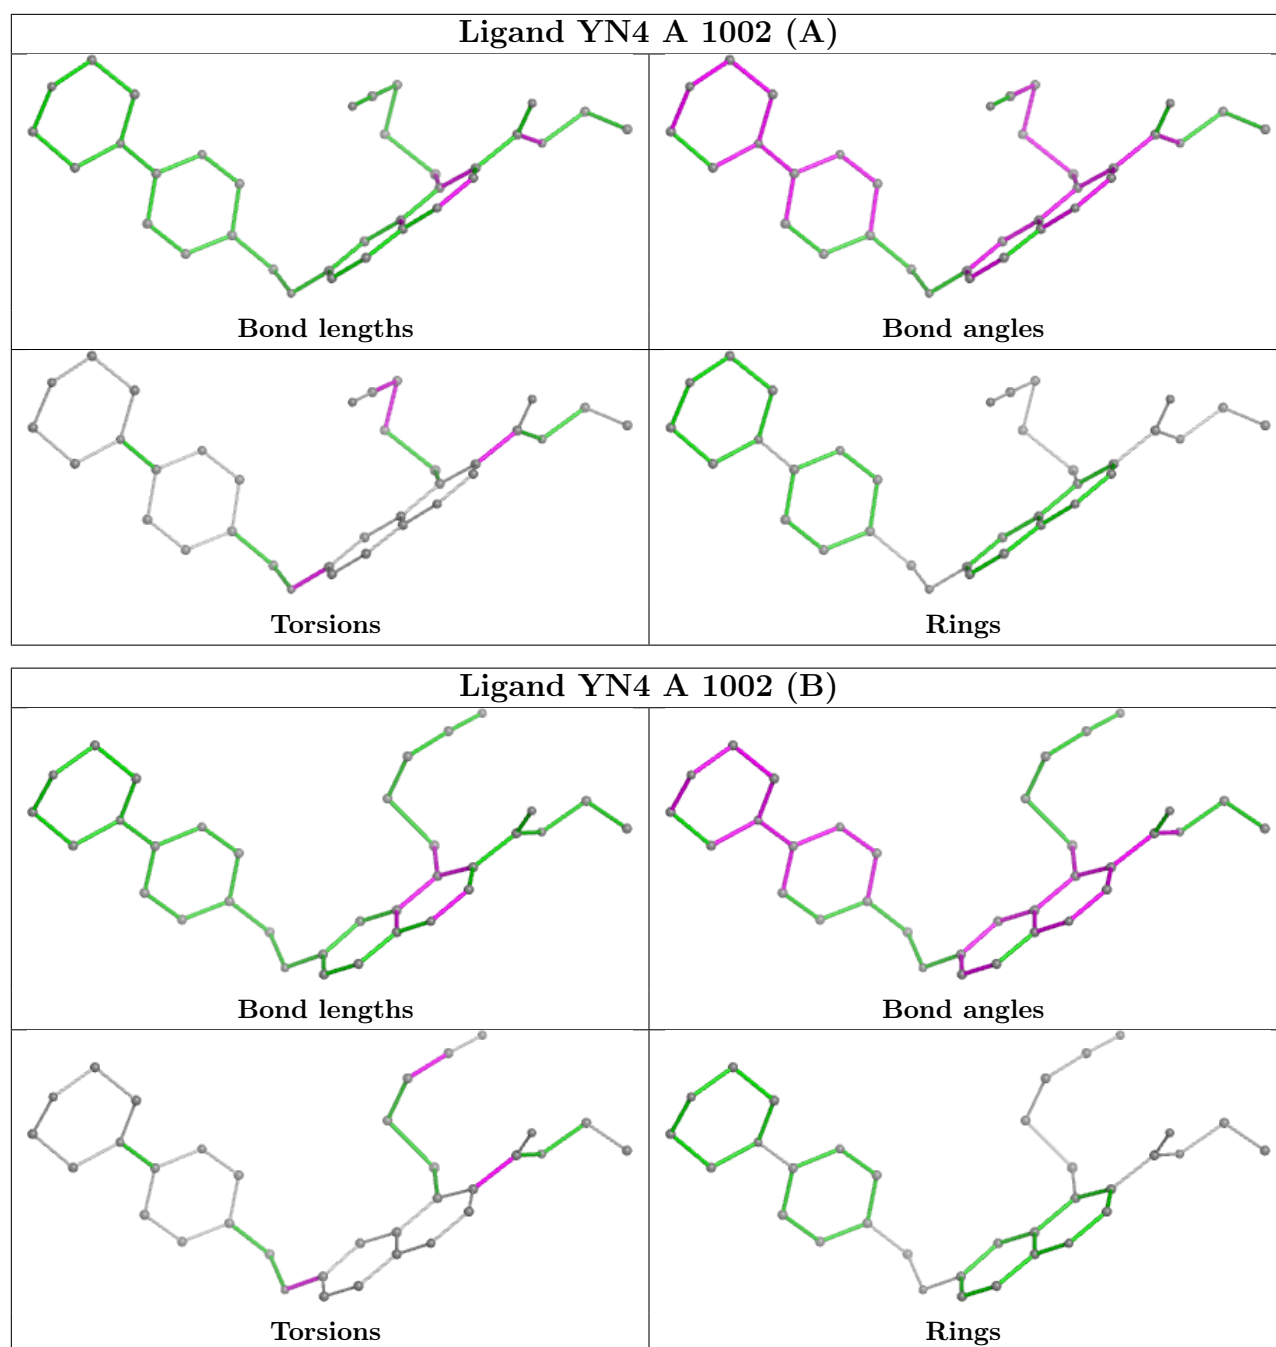 Ligand YN4 A 1002 (A)
Bond lengths
Bond angles
Torsions
Rings
Ligand YN4 A 1002 (B)
Bond lengths
Bond angles
Torsions
Rings